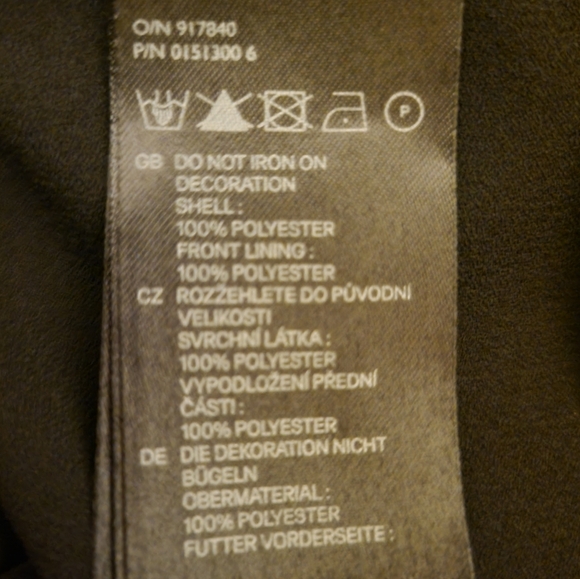 O/N 917840
P/N 0151300 6
P
GB DO NOT IRON ON
DECORATION
SHELL :
100% POLYESTER
FRONT LINING :
100% POLYESTER
CZ ROZŽEHLETE DO PŮVODNÍ
VELIKOSTI
SVRCHNÍ LÁTKA :
100% POLYESTER
VYPODLOŽENÍ PŘEDNÍ
ČÁSTI :
100% POLYESTER
DE DIE DEKORATION NICHT
BÜGELN
OBERMATERIAL :
100% POLYESTER
FUTTER VORDERSEITE :